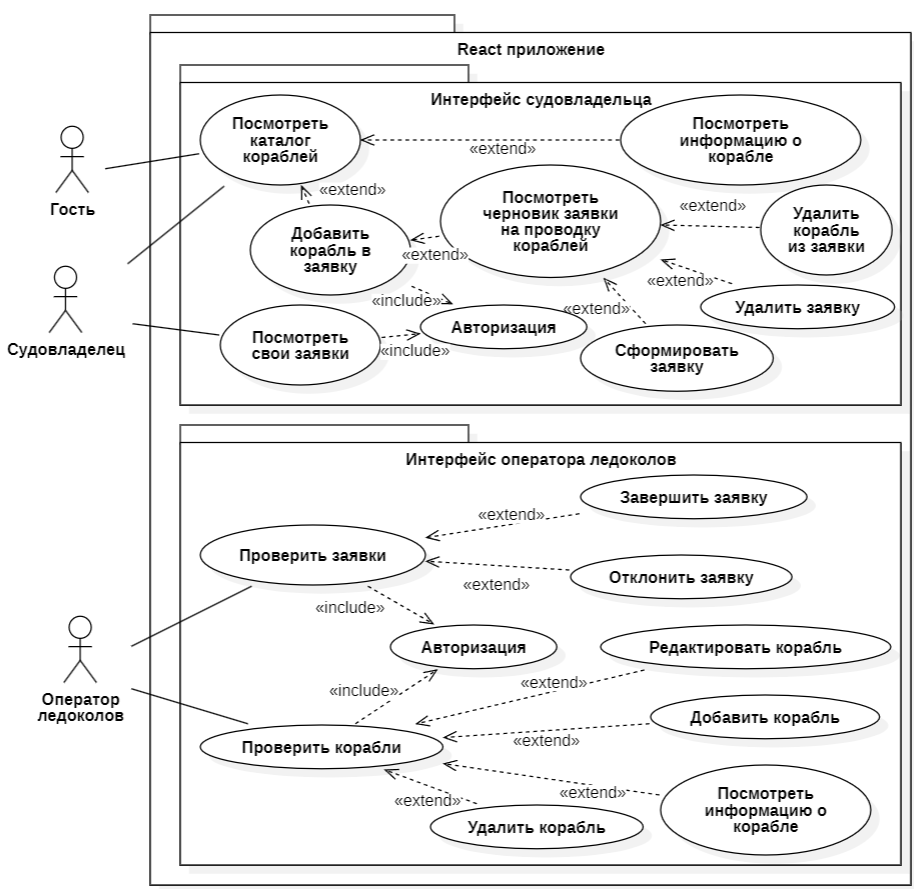 React приложение
Интерфейс судовладельца
Посмотреть
каталог
кораблей
«extend»
Посмотреть
информацию о
корабле
Гость
«extend»
Добавить
корабль в
заявку
«extend»
Посмотреть
черновик заявки
на проводку
кораблей
«extend»
Удалить
корабль
из заявки
«extend»
Удалить заявку
«include»
Авторизация
«extend»
Сформировать
заявку
Судовладелец
Посмотреть
свои заявки
«include»
Интерфейс оператора ледоколов
Завершить заявку
«extend»
Проверить заявки
«extend»
Отклонить заявку
«include»
Авторизация
Редактировать корабль
Оператор
ледоколов
«include»
«extend»
Добавить корабль
Проверить корабли
«extend»
«extend»
Посмотреть
информацию о
корабле
«extend»
Удалить корабль